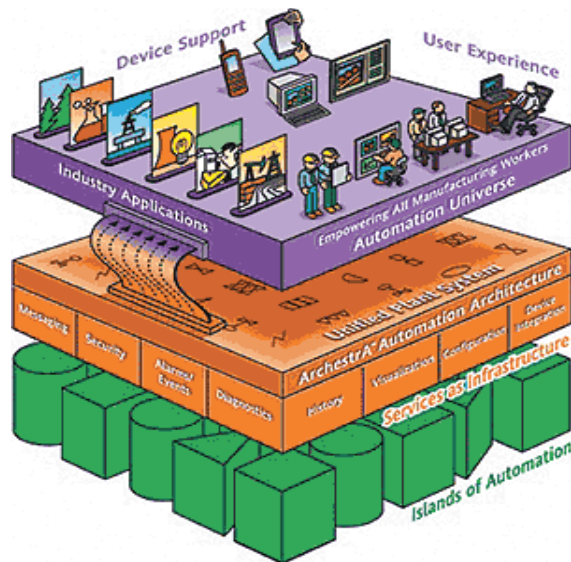 Device Support
User Experience
Industry Applications
Empowering All Manufacturing Workers
Automation Universe
Unified Plant System
ArchestrA™ Automation Architecture
Messaging
Security
Alarms/
Events
Diagnostics
History
Visualization
Configuration
Device
Integration
Services as Infrastructure
Islands of Automation